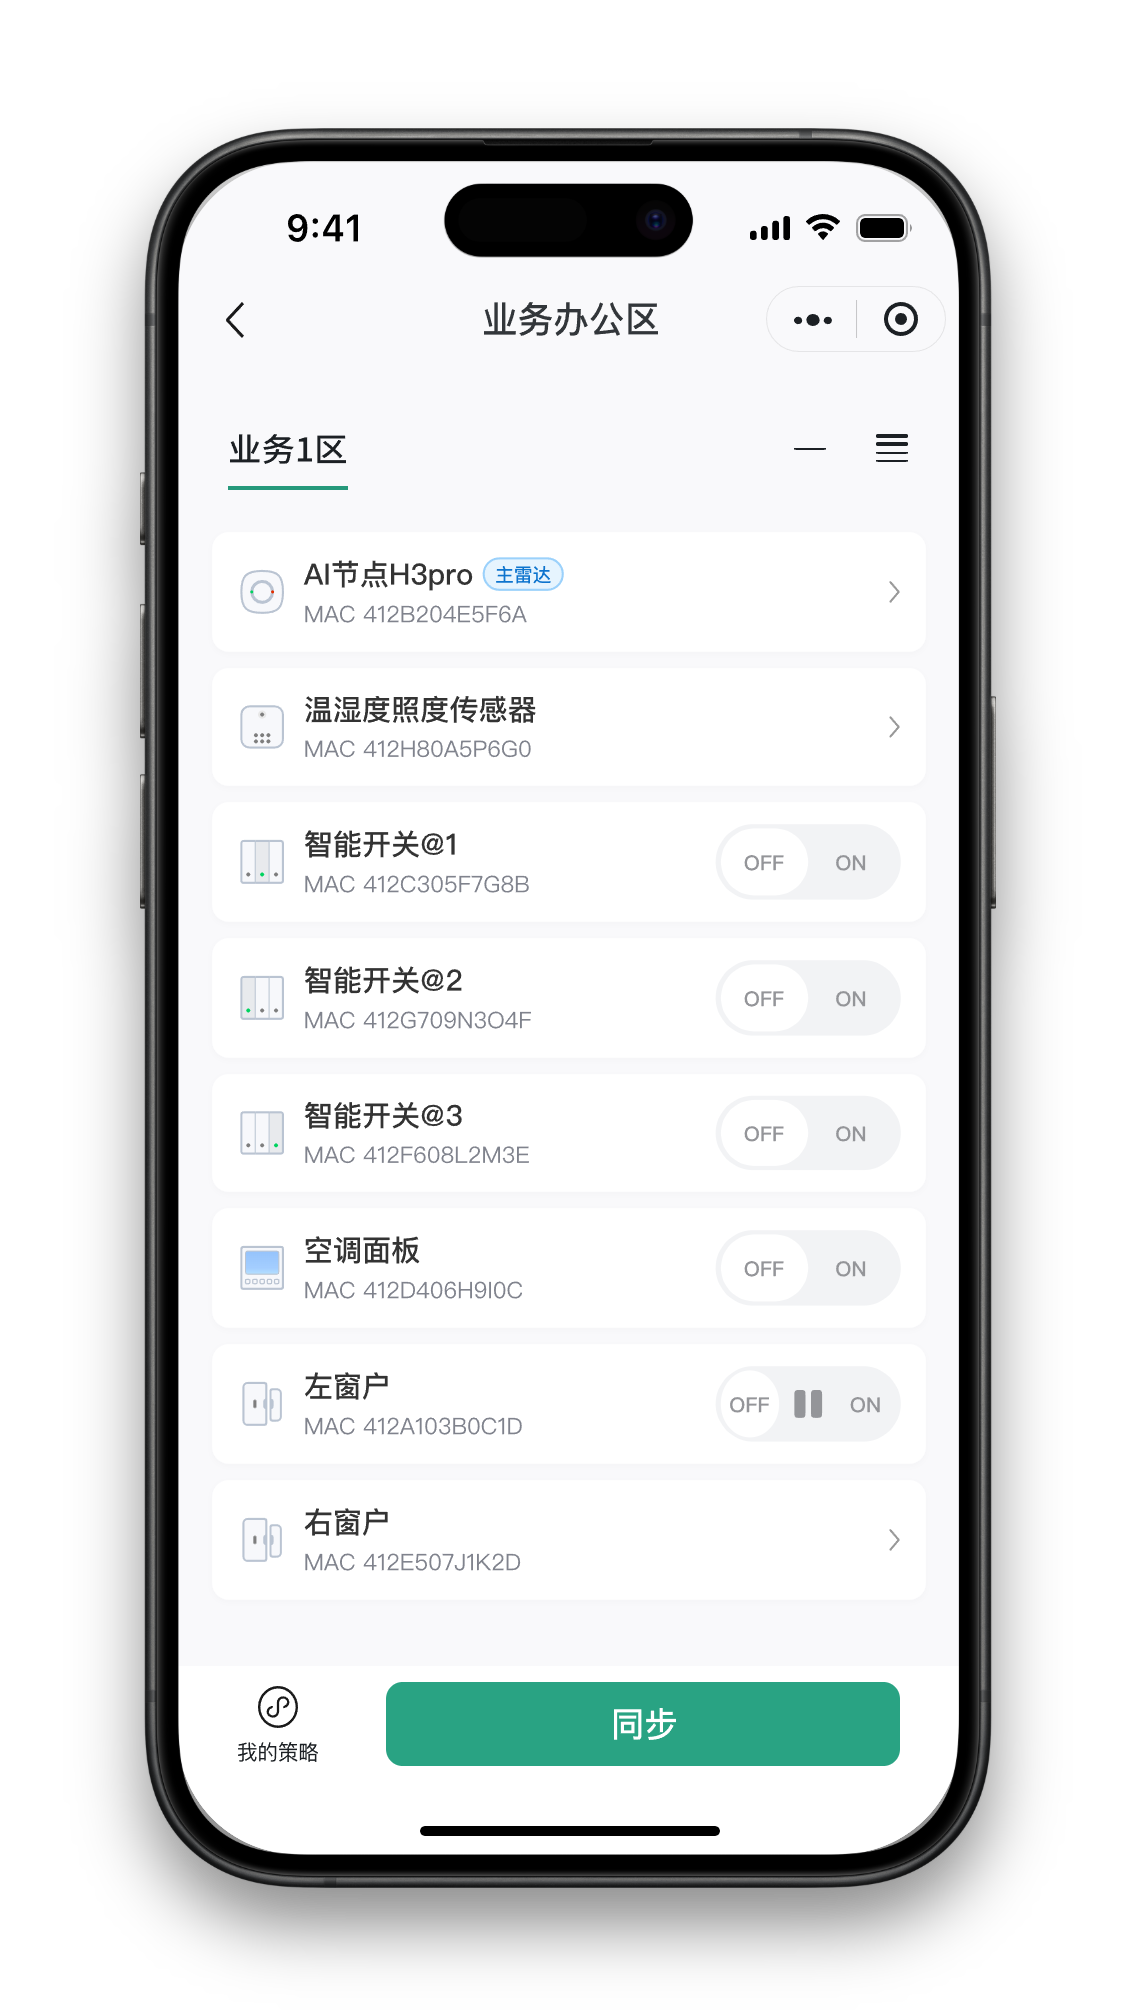 9:41
业务办公区
业务1区
AI节点H3pro 主雷达
MAC 412B204E5F6A
温湿度照度传感器
MAC 412H80A5P6G0
智能开关@1
MAC 412C305F7G8B
OFF ON
智能开关@2
MAC 412G709N3O4F
OFF ON
智能开关@3
MAC 412F608L2M3E
OFF ON
空调面板
MAC 412D406H9I0C
OFF ON
左窗户
MAC 412A103B0C1D
OFF ON
右窗户
MAC 412E507J1K2D
我的策略
同步